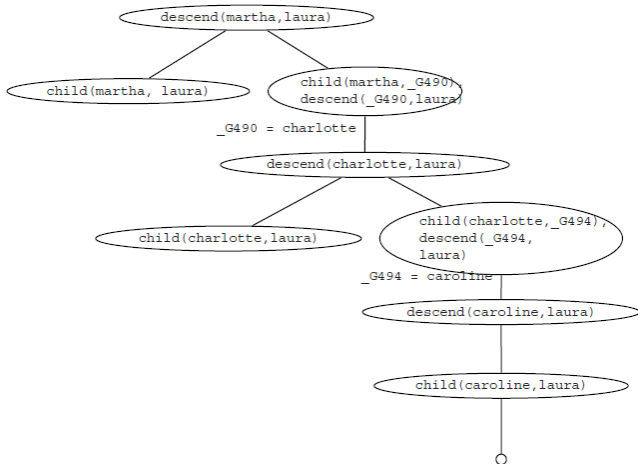 descend(martha,laura)
child(martha, laura)
child(martha,_G490),
descend(_G490,laura)
_G490 = charlotte
descend(charlotte,laura)
child(charlotte,laura)
child(charlotte,_G494),
descend(_G494,
laura)
_G494 = caroline
descend(caroline,laura)
child(caroline,laura)